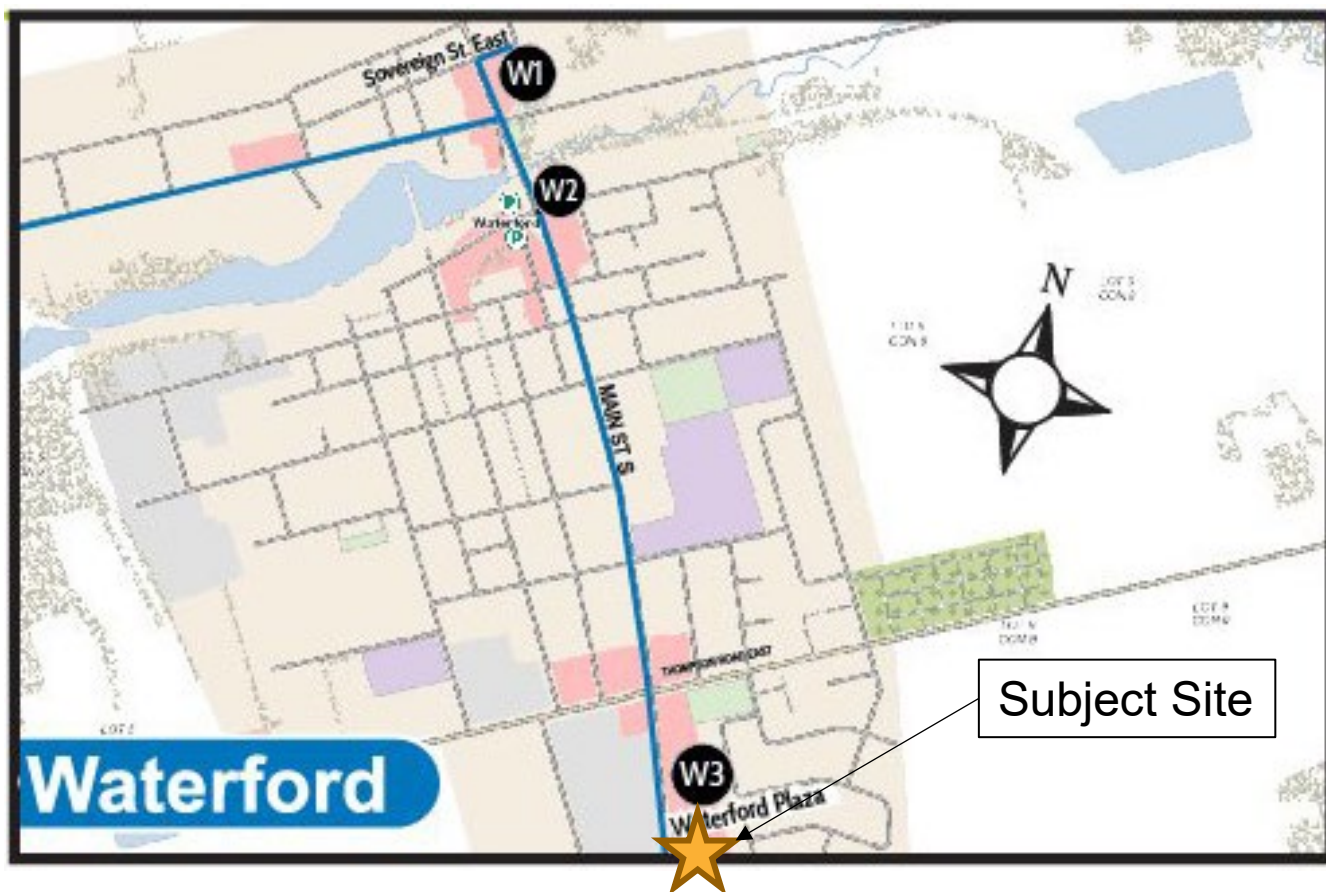 Sovereign St. East
W1
W2
P
Waterford
P
N
MAIN ST S
THOMPSON ROAD EAST
Subject Site
Waterford
W3
Waterford Plaza